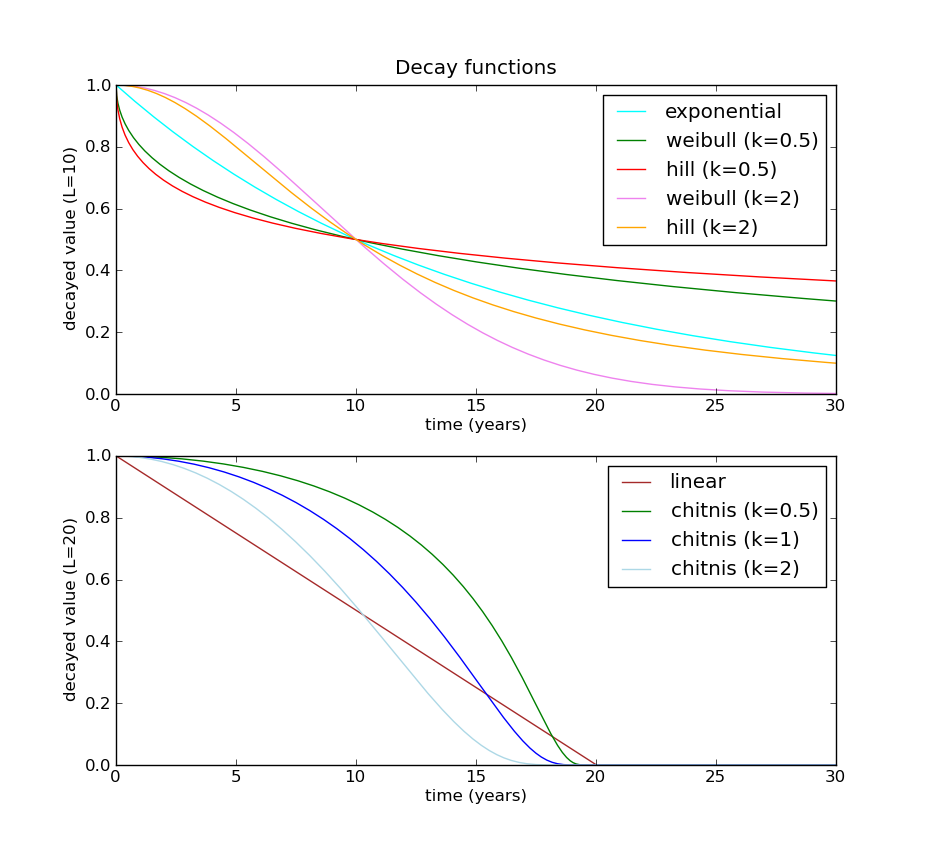 Decay functions
1.0
0.8
0.6
0.4
0.2
0.0
decayed value (L=10)
exponential
weibull (k=0.5)
hill (k=0.5)
weibull (k=2)
hill (k=2)
0 5 10 15 20 25 30
time (years)
1.0
0.8
0.6
0.4
0.2
0.0
decayed value (L=20)
linear
chitnis (k=0.5)
chitnis (k=1)
chitnis (k=2)
0 5 10 15 20 25 30
time (years)